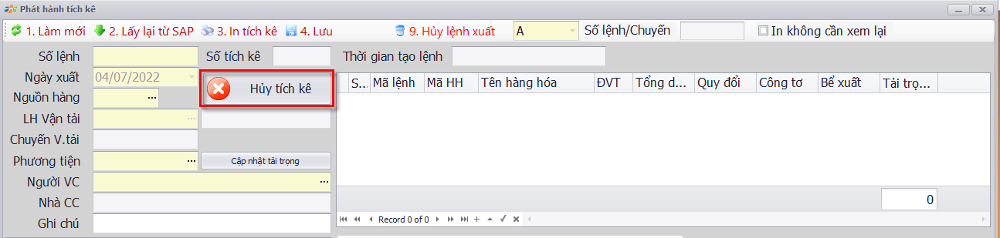 Phát hành tích kê
1. Làm mới 2. Lấy lại từ SAP 3. In tích kê 4. Lưu 9. Hủy lệnh xuất A Số lệnh/Chuyến In không cần xem lại
Số lệnh Số tích kê Thời gian tạo lệnh
Ngày xuất 04/07/2022
Hủy tích kê
S... Mã lệnh Mã HH Tên hàng hóa ĐVT Tổng d... Quy đổi Công tơ Bể xuất Tải trọ...
Nguồn hàng ...
LH Vận tải ...
Chuyến V.tải
Phương tiện ... Cập nhật tải trọng
Người VC ...
Nhà CC
0
Ghi chú
Record 0 of 0